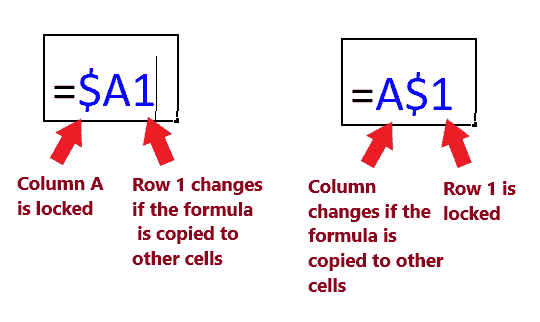 =$A1
=A$1
Column A
is locked
Row 1 changes
if the formula
is copied to
other cells
Column
changes if the
formula is
copied to other
cells
Row 1 is
locked